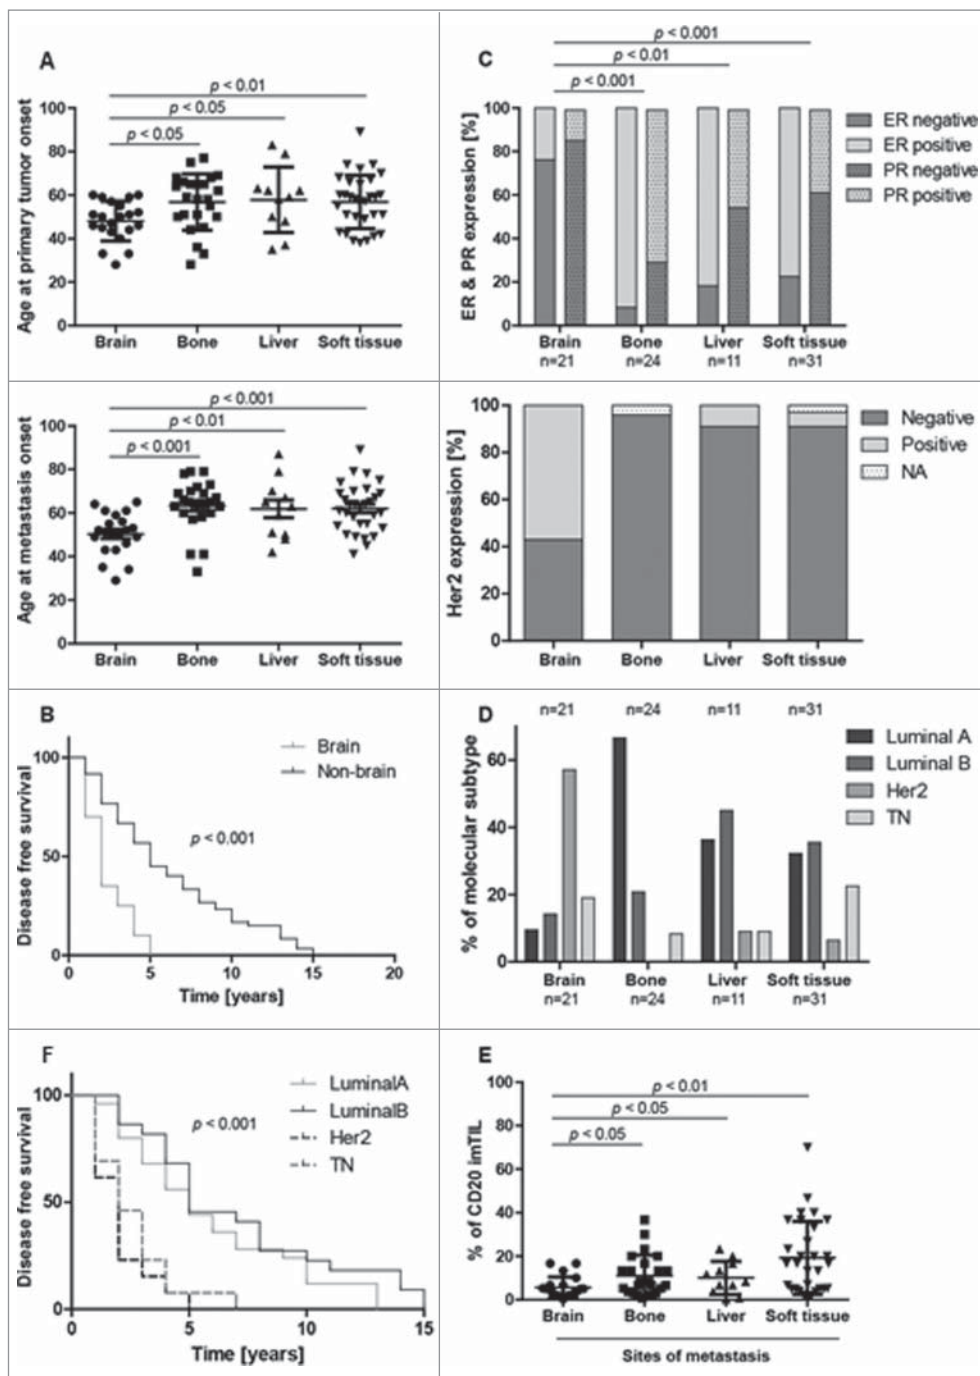 A
Age at primary tumor onset
p < 0.01
p < 0.05
p < 0.05
100
80
60
40
20
0
Brain Bone Liver Soft tissue
C
ER & PR expression [%]
p < 0.001
p < 0.01
p < 0.001
100
80
60
40
20
0
Brain Bone Liver Soft tissue
n=21 n=24 n=11 n=31
ER negative
ER positive
PR negative
PR positive
Age at metastasis onset
p < 0.001
p < 0.01
p < 0.001
100
80
60
40
20
0
Brain Bone Liver Soft tissue
Her2 expression [%]
100
80
60
40
20
0
Brain Bone Liver Soft tissue
Negative
Positive
NA
B
Disease free survival
100
50
0
0 5 10 15 20
Time [years]
Brain
Non-brain
p < 0.001
D
n=21 n=24 n=11 n=31
% of molecular subtype
60
40
20
0
Brain Bone Liver Soft tissue
n=21 n=24 n=11 n=31
Luminal A
Luminal B
Her2
TN
F
Disease free survival
100
50
0
0 5 10 15
Time [years]
LuminalA
LuminalB
Her2
TN
p < 0.001
E
% of CD20 imTIL
p < 0.01
p < 0.05
p < 0.05
100
80
60
40
20
0
Brain Bone Liver Soft tissue
Sites of metastasis